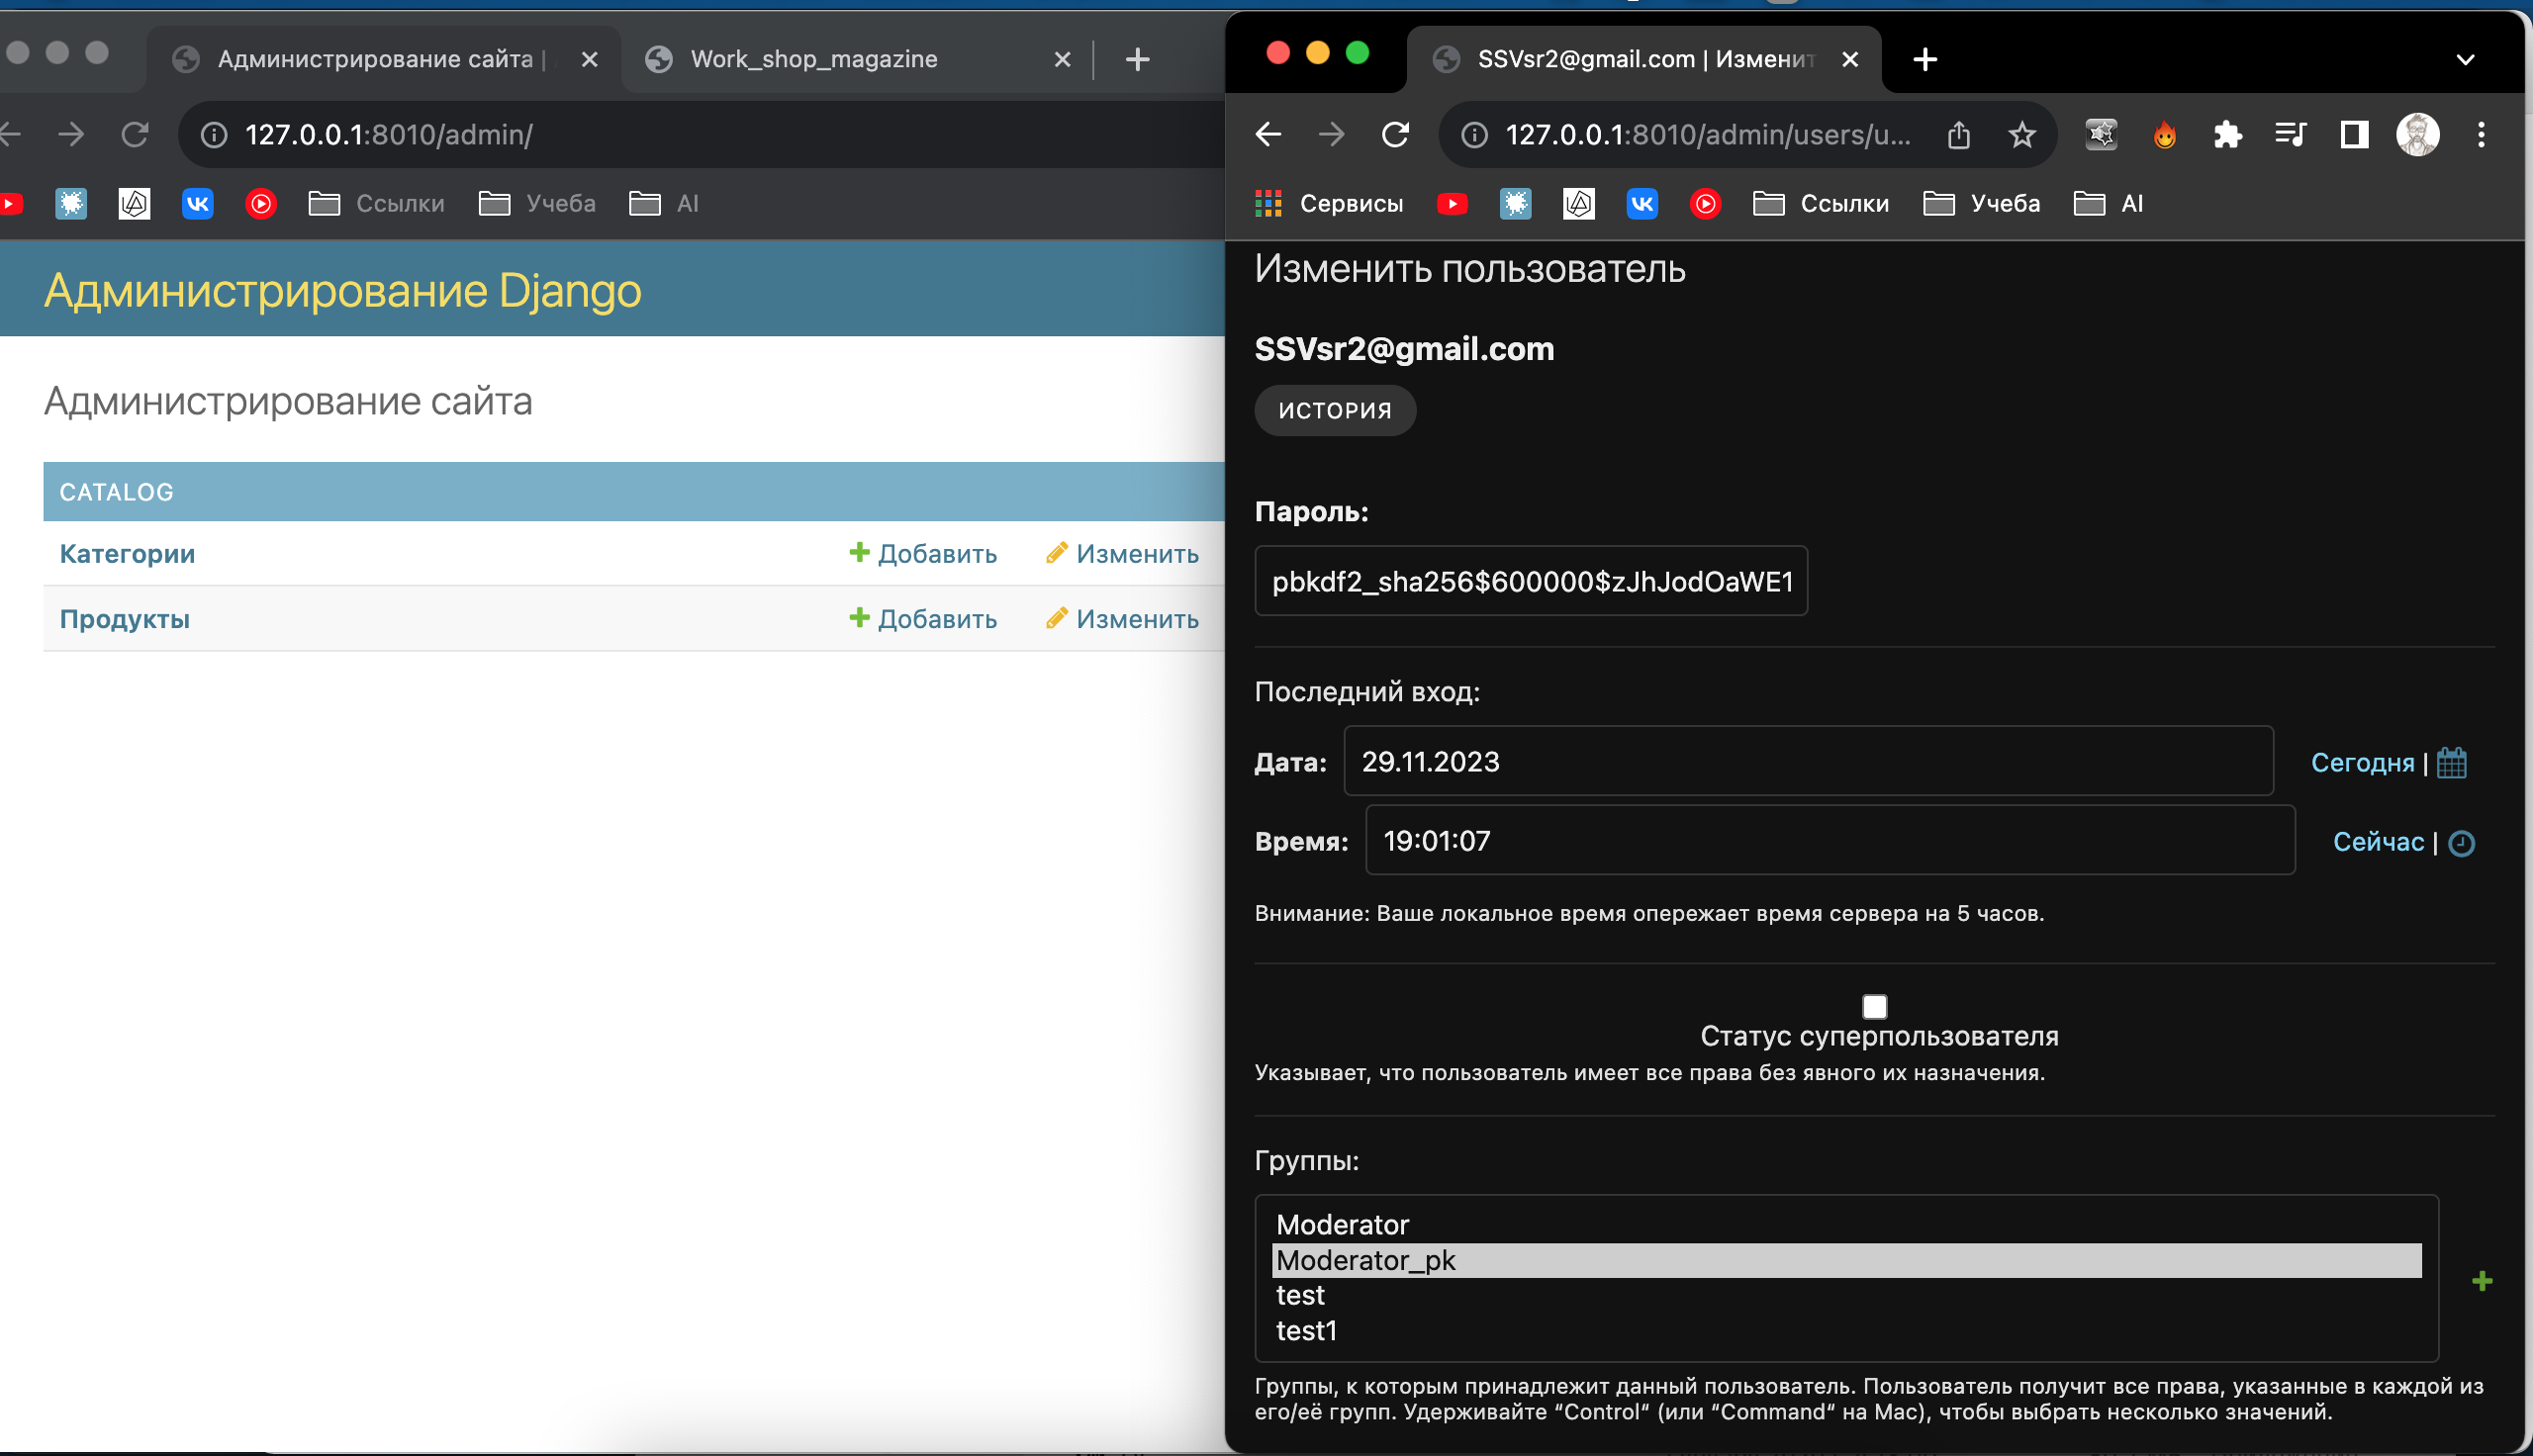 Администрирование сайта |
Work_shop_magazine
127.0.0.1:8010/admin/
Ссылки
Учеба
AI
Администрирование Django
Администрирование сайта
CATALOG
Категории
Добавить
Изменить
Продукты
Добавить
Изменить
SSVsr2@gmail.com | Изменит
127.0.0.1:8010/admin/users/u...
Сервисы
Ссылки
Учеба
AI
Изменить пользователь
SSVsr2@gmail.com
ИСТОРИЯ
Пароль:
pbkdf2_sha256$600000$zJhJodOaWE1
Последний вход:
Дата:
29.11.2023
Сегодня |
Время:
19:01:07
Сейчас |
Внимание: Ваше локальное время опережает время сервера на 5 часов.
Статус суперпользователя
Указывает, что пользователь имеет все права без явного их назначения.
Группы:
Moderator
Moderator_pk
test
test1
Группы, к которым принадлежит данный пользователь. Пользователь получит все права, указанные в каждой из
его/её групп. Удерживайте “Control“ (или “Command“ на Mac), чтобы выбрать несколько значений.